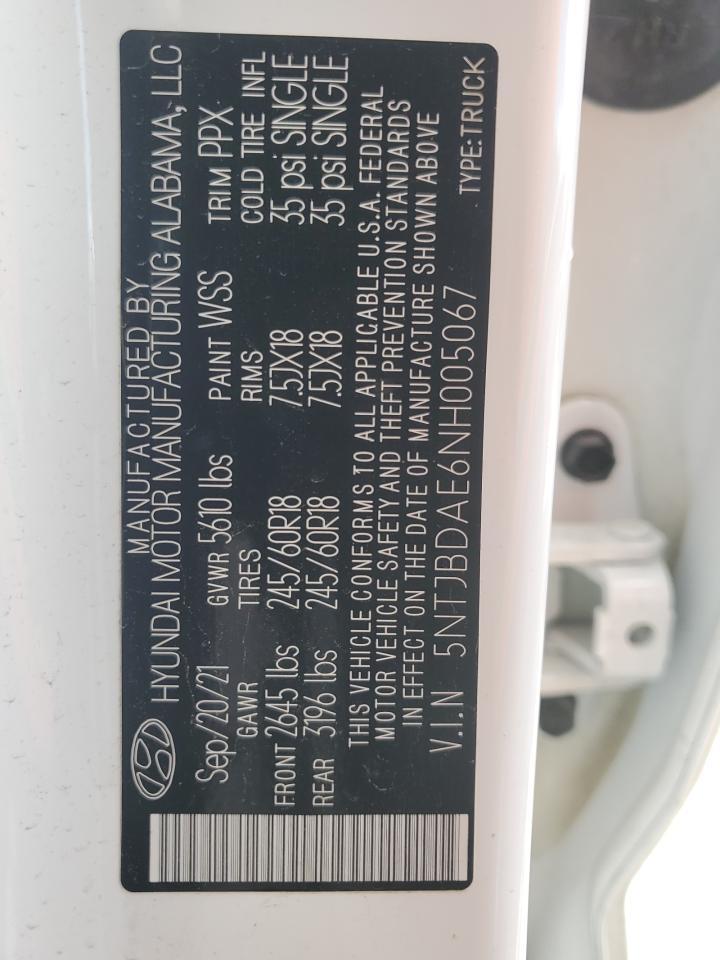 MANUFACTURED BY
HYUNDAI MOTOR MANUFACTURING ALABAMA, LLC
Sep/20/21 GVWR 5610 lbs PAINT WSS TRIM PPX
GAWR TIRES RIMS COLD TIRE INFL
FRONT 2645 lbs 245/60R18 7.5JX18 35 psi SINGLE
REAR 3196 lbs 245/60R18 7.5JX18 35 psi SINGLE
THIS VEHICLE CONFORMS TO ALL APPLICABLE U.S.A. FEDERAL
MOTOR VEHICLE SAFETY AND THEFT PREVENTION STANDARDS
IN EFFECT ON THE DATE OF MANUFACTURE SHOWN ABOVE
V.I.N 5NTJBDAE6NH005067 TYPE:TRUCK